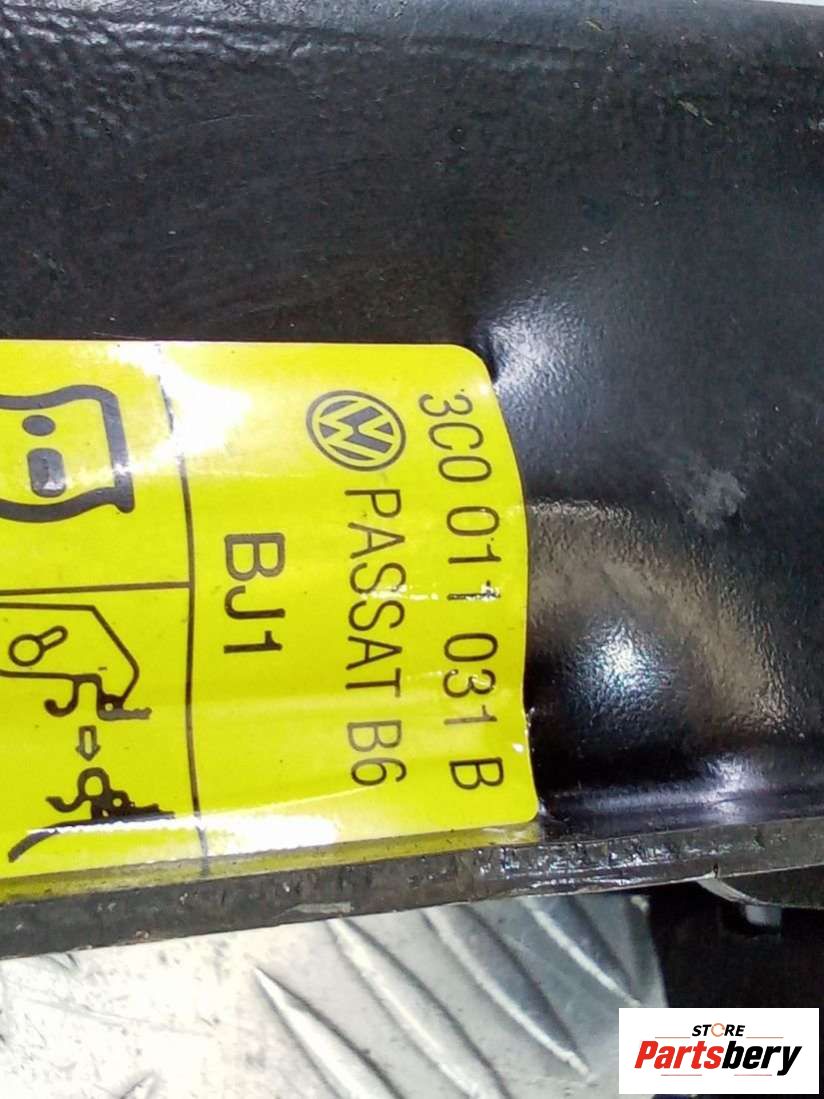 3C0 011 031 B
PASSAT B6
BJ1
STORE
Partsbery